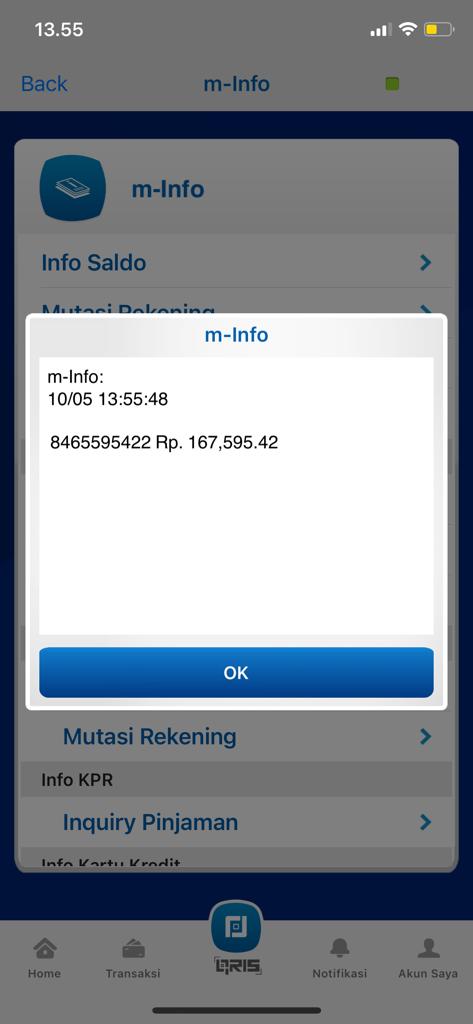 13.55
Back
m-Info
m-Info
Info Saldo
Mutasi Rekening
m-Info
m-Info:
10/05 13:55:48
8465595422 Rp. 167,595.42
OK
Mutasi Rekening
Info KPR
Inquiry Pinjaman
Info Kartu Kredit
Home
Transaksi
QRIS
Notifikasi
Akun Saya